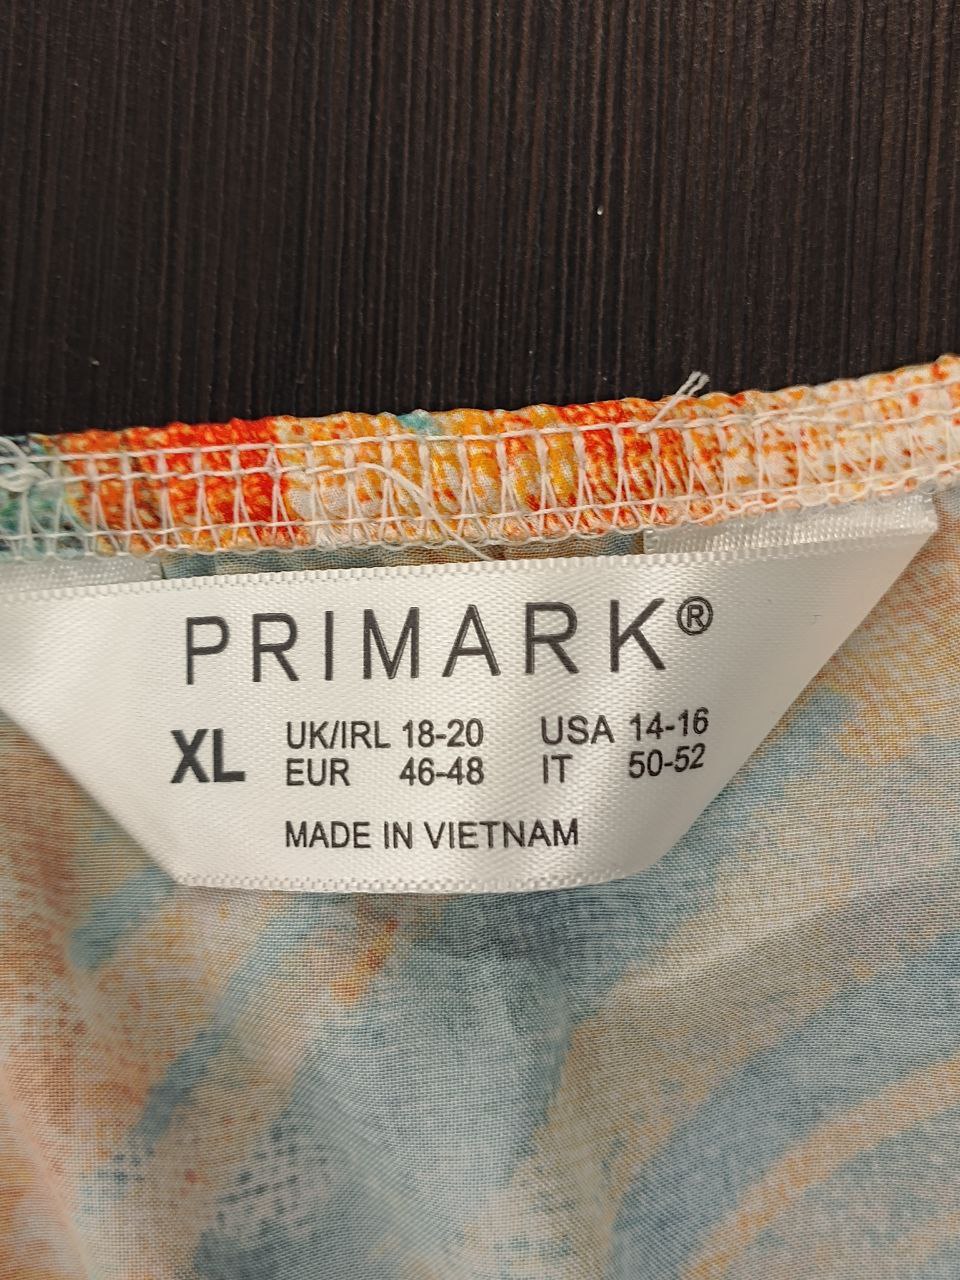 PRIMARK®
XL UK/IRL 18-20 USA 14-16
EUR 46-48 IT 50-52
MADE IN VIETNAM